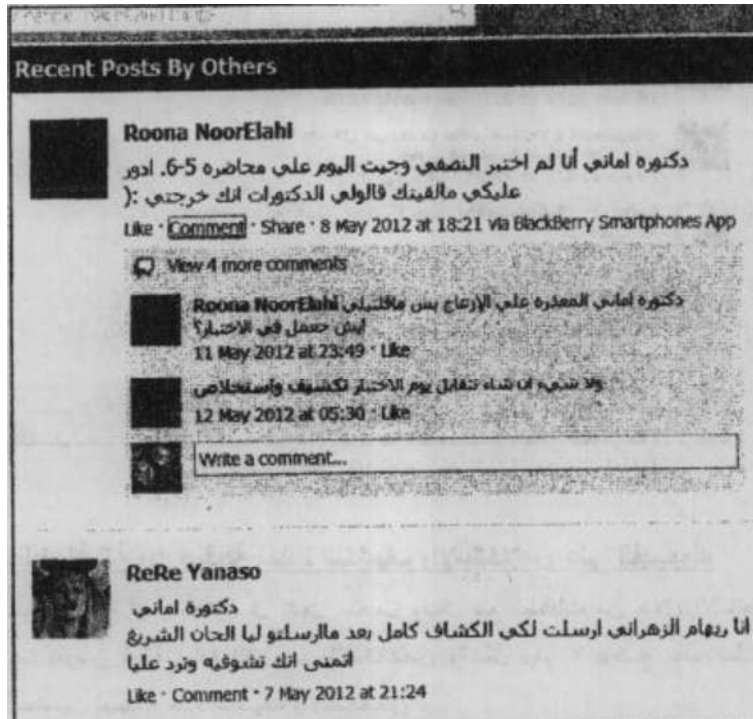 Recent Posts By Others
Roona NoorElahi
دكتوره اماني أنا لم اختبر النصفي وجيت اليوم علي محاضره 5-6. ادور
عليكي مالقيتك قالولي الدكتورات انك خرجتي :(
Like · Comment · Share · 8 May 2012 at 18:21 via BlackBerry Smartphones App
View 4 more comments
Roona NoorElahi دكتوره اماني المعذره علي الإزعاج بس ماقلتيلي
ايش حعمل في الاختبار؟
11 May 2012 at 23:49 · Like
ولا شيء ان شاء نتقابل يوم الاختبار تكشيف واستخلاص
12 May 2012 at 05:30 · Like
Write a comment...
ReRe Yanaso
دكتورة اماني
انا ريهام الزهراني ارسلت لكي الكشاف كامل بعد ماارسلتو ليا الحان الشريع
اتمنى انك تشوفيه وترد عليا
Like · Comment · 7 May 2012 at 21:24